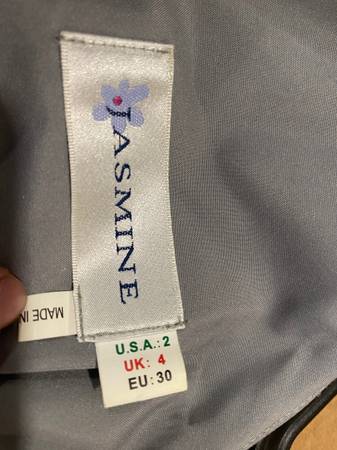 JASMINE
MADE IN
U.S.A.: 2
UK: 4
EU: 30